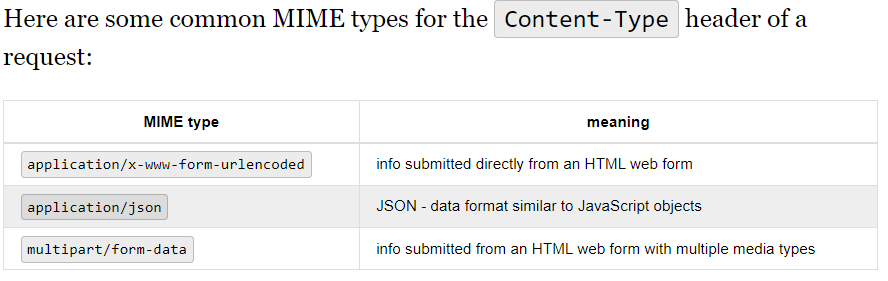 Here are some common MIME types for the Content-Type header of a
request:
MIME type meaning
application/x-www-form-urlencoded info submitted directly from an HTML web form
application/json JSON - data format similar to JavaScript objects
multipart/form-data info submitted from an HTML web form with multiple media types